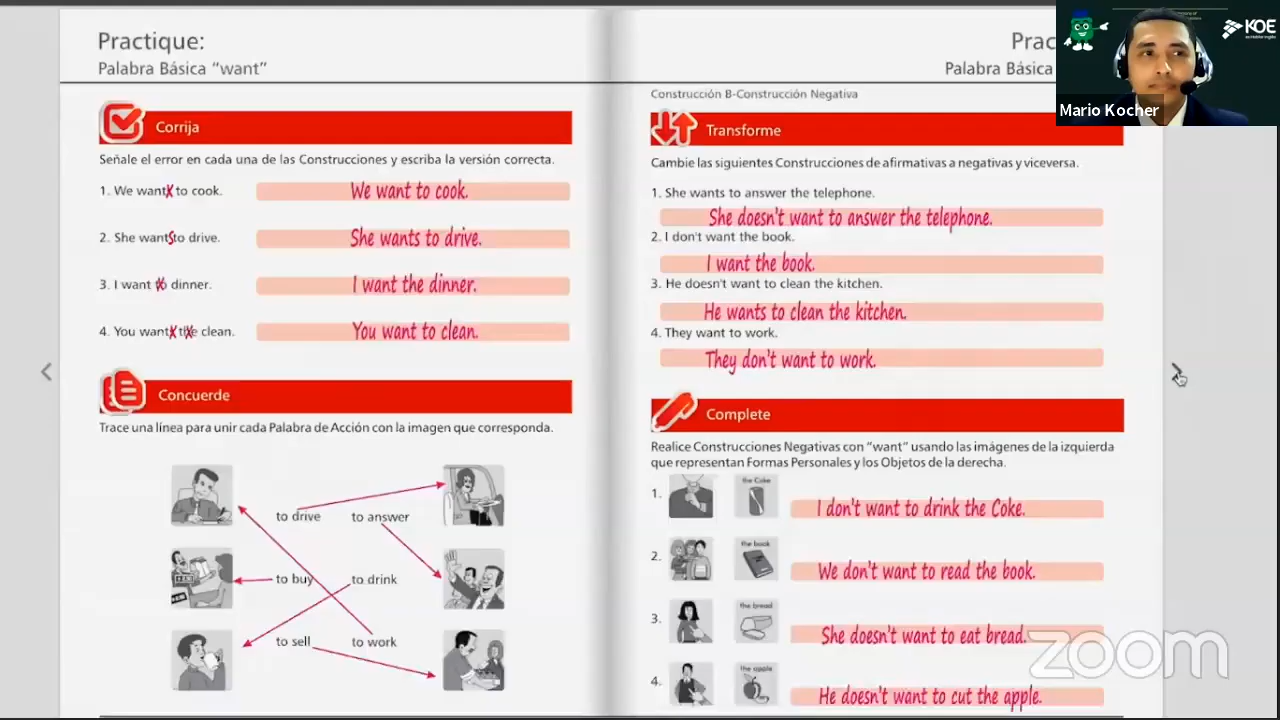 Practique:
Palabra Básica "want"
Corrija
Señale el error en cada una de las Construcciones y escriba la versión correcta.
1. We wants to cook. We want to cook.
2. She want to drive. She wants to drive.
S
3. I want to dinner. I want the dinner.
4. You wants the clean. You want to clean.
Concuerde
Trace una línea para unir cada Palabra de Acción con la imagen que corresponda.
to drive to answer
to buy to drink
to sell to work
Prac
Palabra Básica
Construcción B-Construcción Negativa
Transforme
Cambie las siguientes Construcciones de afirmativas a negativas y viceversa.
1. She wants to answer the telephone.
She doesn't want to answer the telephone.
2. I don't want the book.
I want the book.
3. He doesn't want to clean the kitchen.
He wants to clean the kitchen.
4. They want to work.
They don't want to work.
Complete
Realice Construcciones Negativas con "want" usando las imágenes de la izquierda
que representan Formas Personales y los Objetos de la derecha.
1. the Coke I don't want to drink the Coke.
2. the book We don't want to read the book.
3. the bread She doesn't want to eat bread.
4. the apple He doesn't want to cut the apple.
KOE
Mario Kocher
zoom